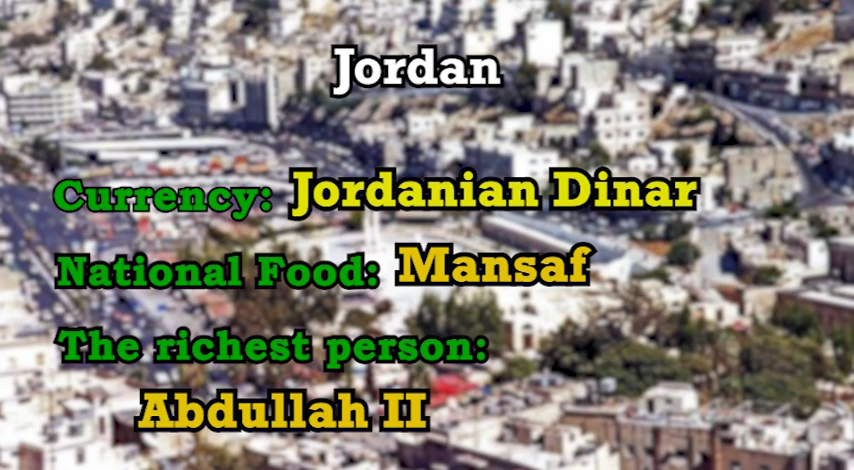 Jordan
Currency: Jordanian Dinar
National Food: Mansaf
The richest person:
Abdullah II